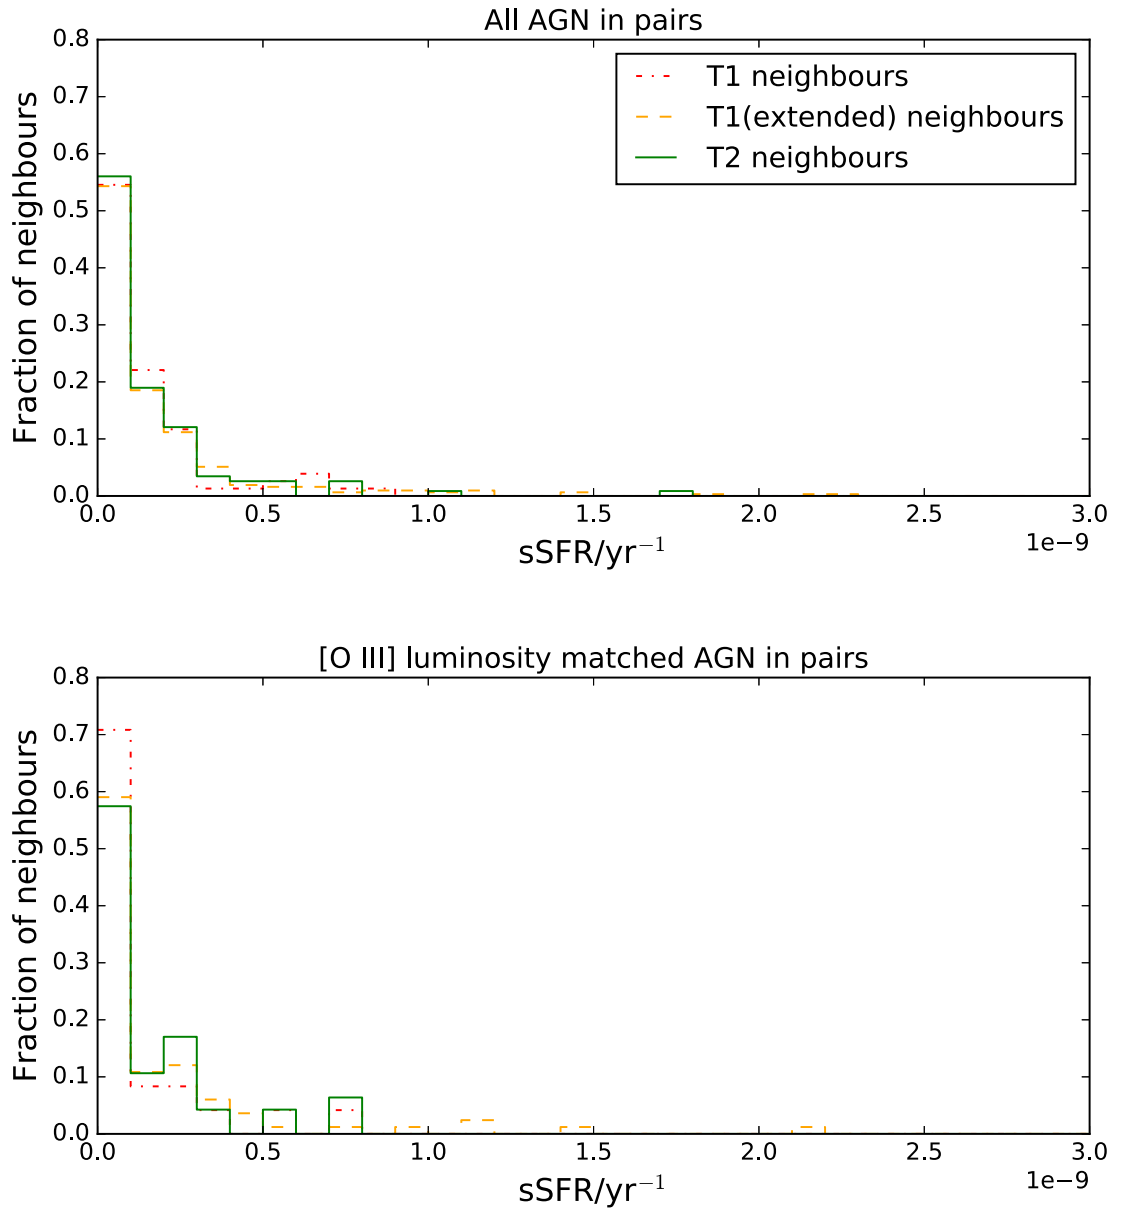 All AGN in pairs
0.8
0.7
0.6
0.5
0.4
0.3
0.2
0.1
0.0
Fraction of neighbours
T1 neighbours
T1(extended) neighbours
T2 neighbours
0.0 0.5 1.0 1.5 2.0 2.5 3.0
1e−9
sSFR/yr⁻¹
[O III] luminosity matched AGN in pairs
0.8
0.7
0.6
0.5
0.4
0.3
0.2
0.1
0.0
Fraction of neighbours
0.0 0.5 1.0 1.5 2.0 2.5 3.0
1e−9
sSFR/yr⁻¹